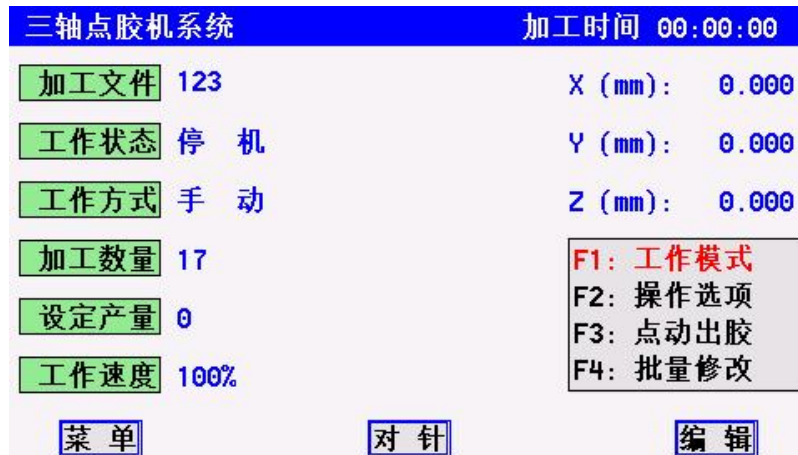 三轴点胶机系统 加工时间 00:00:00
加工文件 123 X (mm): 0.000
工作状态 停 机 Y (mm): 0.000
工作方式 手 动 Z (mm): 0.000
加工数量 17 F1: 工作模式
F2: 操作选项
设定产量 0 F3: 点动出胶
工作速度 100% F4: 批量修改
菜 单 对 针 编 辑